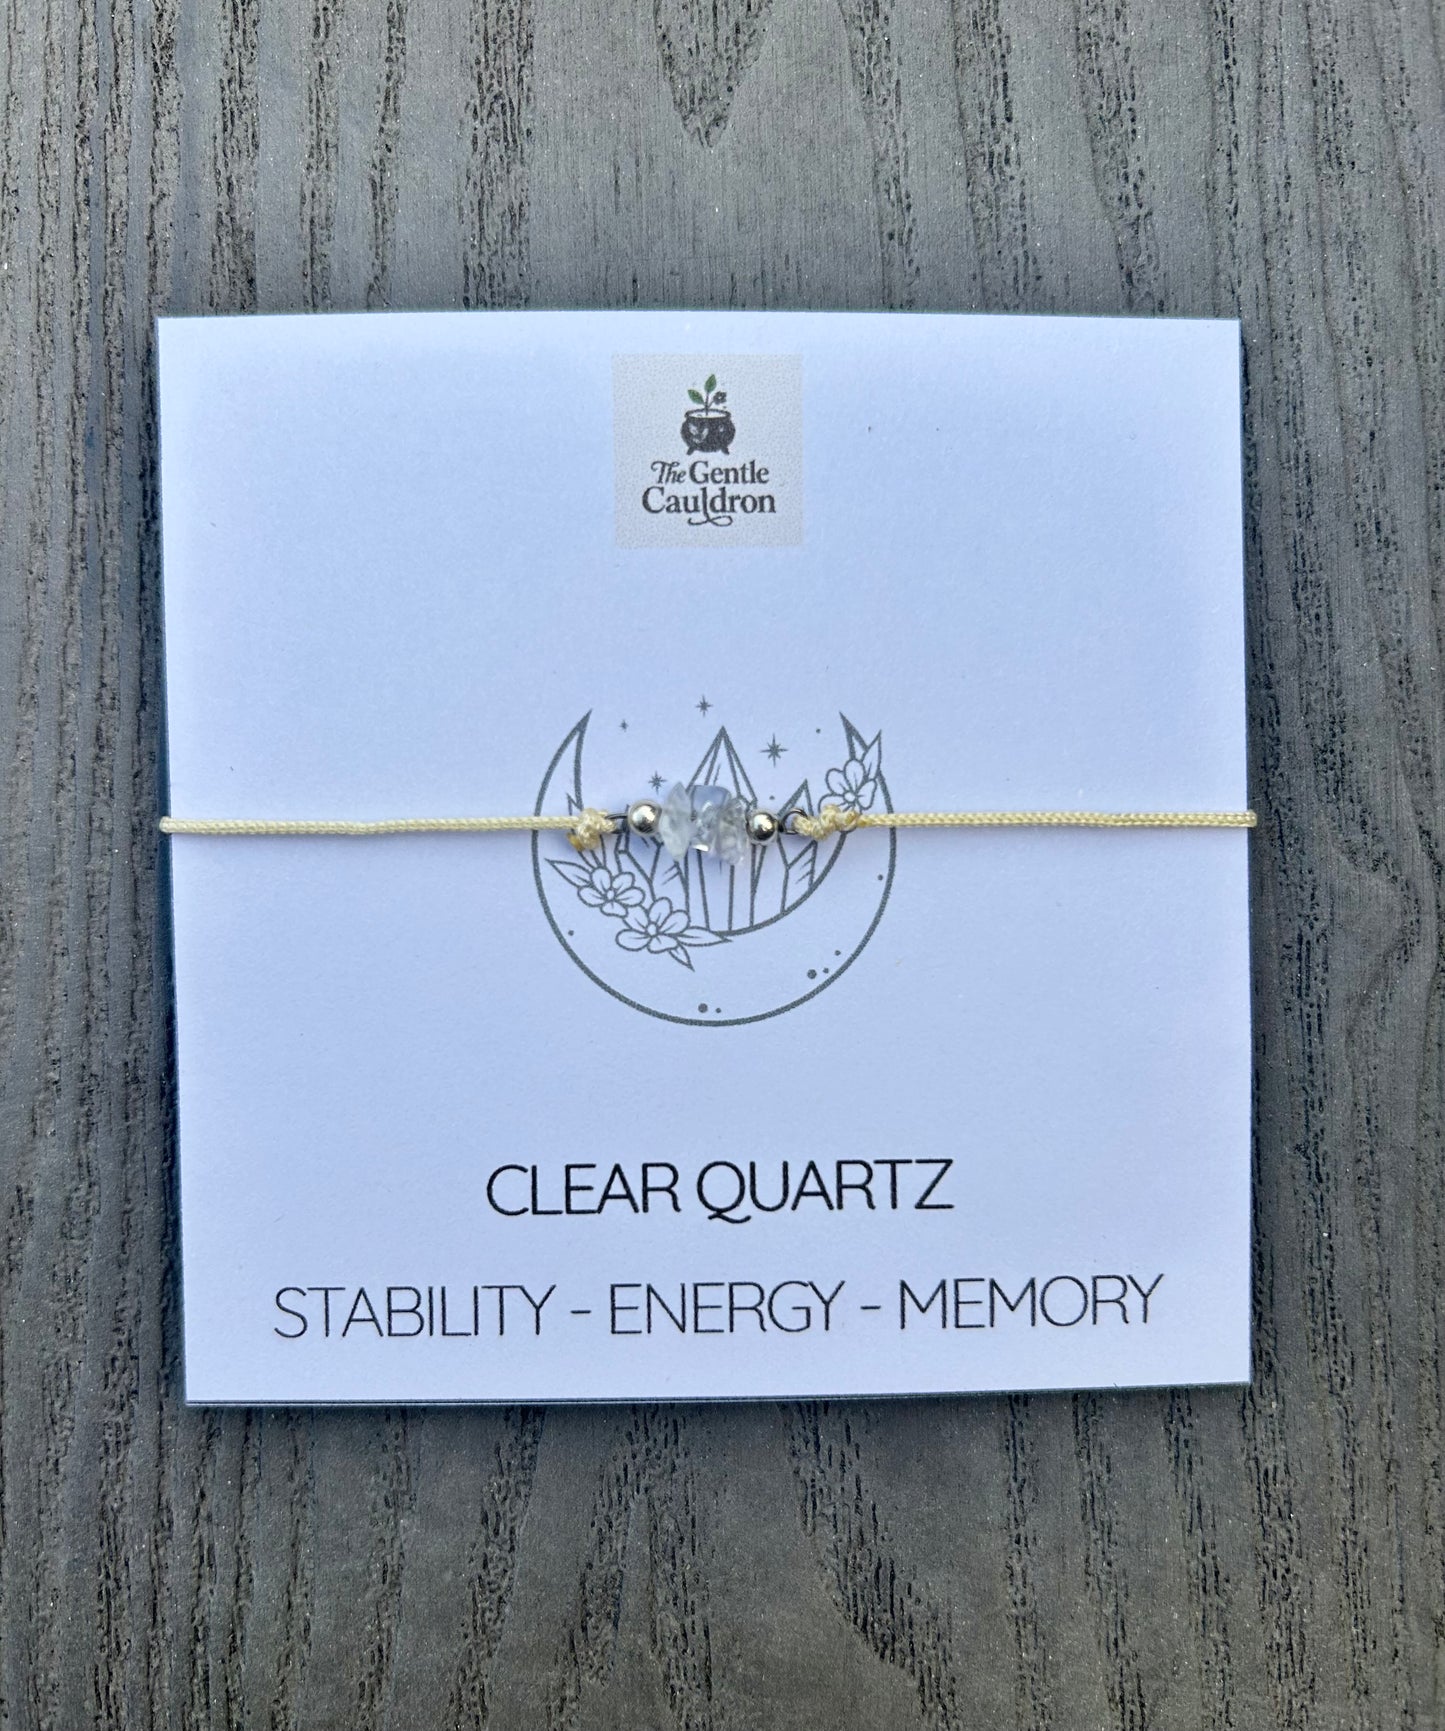 The Gentle
Cauldron
CLEAR QUARTZ
STABILITY - ENERGY - MEMORY